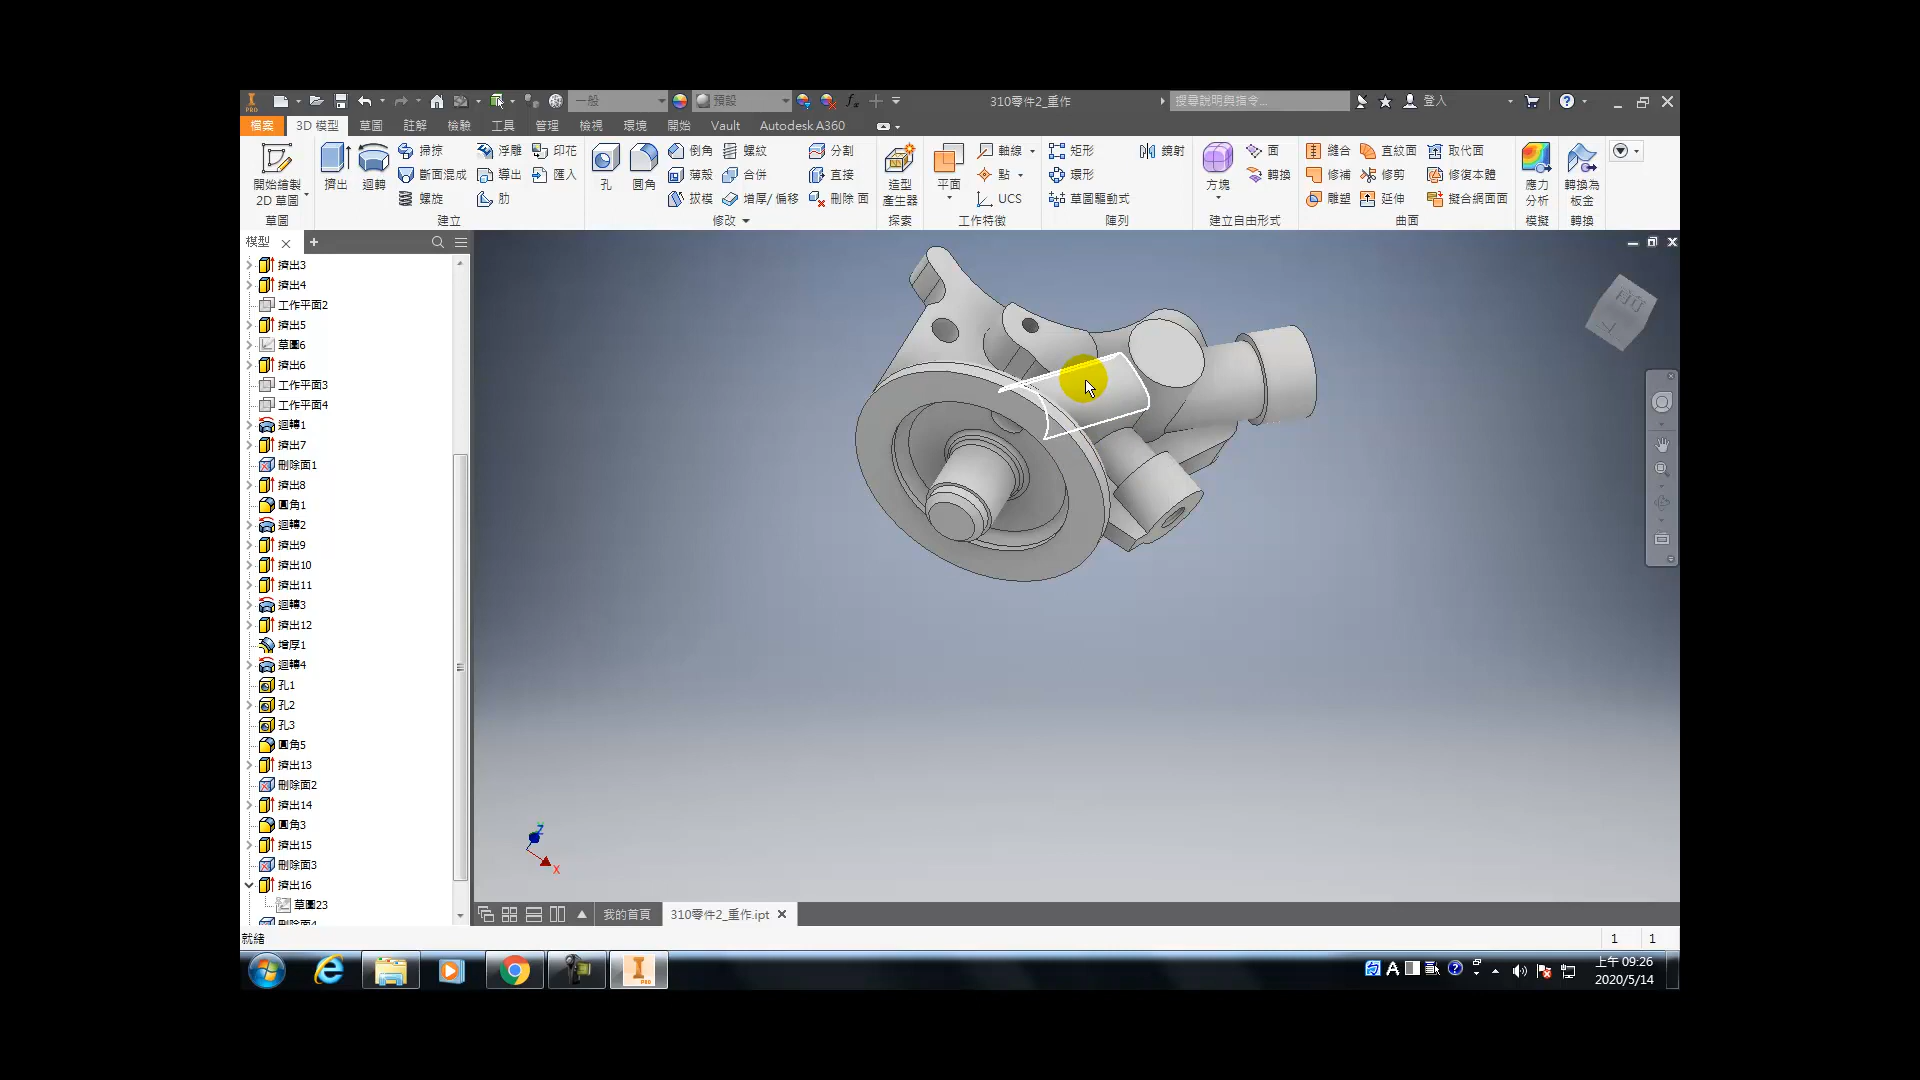 PRO
一般
預設
310零件2_重作
搜尋說明與指令...
登入
檔案
3D 模型
草圖
註解
檢驗
工具
管理
檢視
環境
開始
Vault
Autodesk A360
開始繪製
2D 草圖
草圖
擠出
迴轉
掃掠
斷面混成
螺旋
浮雕
導出
肋
印花
匯入
建立
孔
圓角
倒角
薄殼
拔模
螺紋
合併
增厚/ 偏移
分割
直接
刪除 面
修改
造型
產生器
探索
平面
軸線
點
UCS
工作特徵
矩形
環形
草圖驅動式
鏡射
陣列
方塊
面
轉換
建立自由形式
縫合
修補
雕塑
直紋面
修剪
延伸
取代面
修復本體
擬合網面面
曲面
應力
分析
模擬
轉換為
板金
轉換
模型
擠出3
擠出4
工作平面2
擠出5
草圖6
擠出6
工作平面3
工作平面4
迴轉1
擠出7
刪除面1
擠出8
圓角1
迴轉2
擠出9
擠出10
擠出11
迴轉3
擠出12
增厚1
迴轉4
孔1
孔2
孔3
圓角5
擠出13
刪除面2
擠出14
圓角3
擠出15
刪除面3
擠出16
草圖23
刪除面4
Z
X
我的首頁
310零件2_重作.ipt
就緒
1
1
PRO
A
上午 09:26
2020/5/14